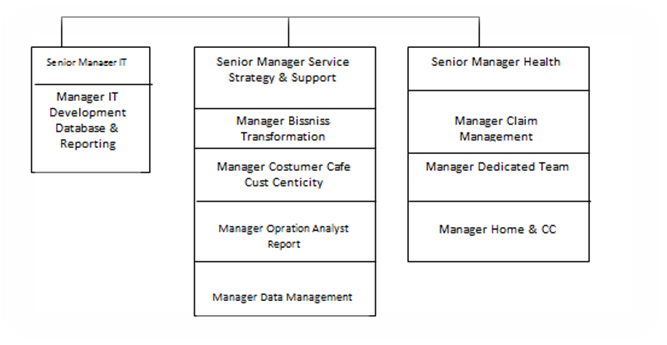 Senior Manager IT
Manager IT
Development
Database &
Reporting
Senior Manager Service
Strategy & Support
Manager Bissniss
Transformation
Manager Costumer Cafe
Cust Centicity
Manager Opration Analyst
Report
Manager Data Management
Senior Manager Health
Manager Claim
Management
Manager Dedicated Team
Manager Home & CC